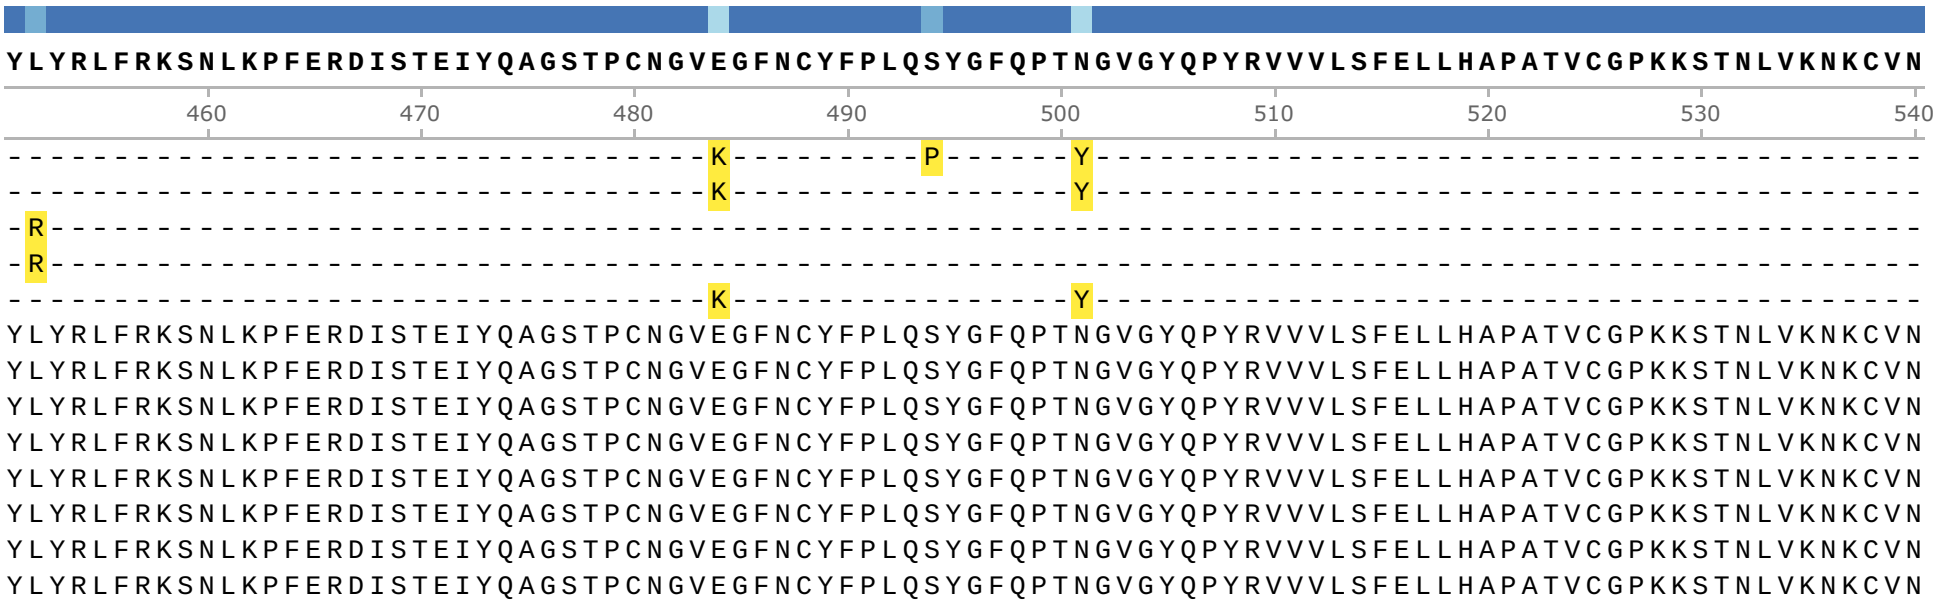 YLYRLFRKSNLKPFERDISTEIYQAGSTPCNGVEGFNCYFPLQSYGFQPTNGVGYQPYRVVVLSFELLHAPATVCGPKKSTNLVKNKCVN
460 470 480 490 500 510 520 530 540
---------------------------------K---------P------Y---------------------------------------
---------------------------------K----------------Y---------------------------------------
-R----------------------------------------------------------------------------------------
-R----------------------------------------------------------------------------------------
---------------------------------K----------------Y---------------------------------------
YLYRLFRKSNLKPFERDISTEIYQAGSTPCNGVEGFNCYFPLQSYGFQPTNGVGYQPYRVVVLSFELLHAPATVCGPKKSTNLVKNKCVN
YLYRLFRKSNLKPFERDISTEIYQAGSTPCNGVEGFNCYFPLQSYGFQPTNGVGYQPYRVVVLSFELLHAPATVCGPKKSTNLVKNKCVN
YLYRLFRKSNLKPFERDISTEIYQAGSTPCNGVEGFNCYFPLQSYGFQPTNGVGYQPYRVVVLSFELLHAPATVCGPKKSTNLVKNKCVN
YLYRLFRKSNLKPFERDISTEIYQAGSTPCNGVEGFNCYFPLQSYGFQPTNGVGYQPYRVVVLSFELLHAPATVCGPKKSTNLVKNKCVN
YLYRLFRKSNLKPFERDISTEIYQAGSTPCNGVEGFNCYFPLQSYGFQPTNGVGYQPYRVVVLSFELLHAPATVCGPKKSTNLVKNKCVN
YLYRLFRKSNLKPFERDISTEIYQAGSTPCNGVEGFNCYFPLQSYGFQPTNGVGYQPYRVVVLSFELLHAPATVCGPKKSTNLVKNKCVN
YLYRLFRKSNLKPFERDISTEIYQAGSTPCNGVEGFNCYFPLQSYGFQPTNGVGYQPYRVVVLSFELLHAPATVCGPKKSTNLVKNKCVN
YLYRLFRKSNLKPFERDISTEIYQAGSTPCNGVEGFNCYFPLQSYGFQPTNGVGYQPYRVVVLSFELLHAPATVCGPKKSTNLVKNKCVN